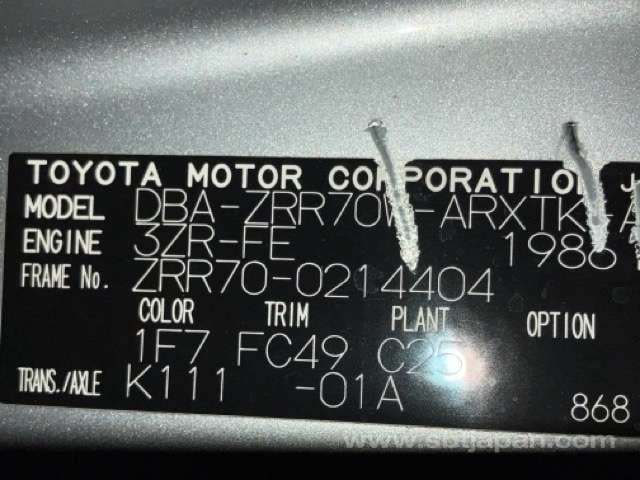 TOYOTA MOTOR CORPORATION J
MODEL DBA-ZRR70W-ARXTK-A
ENGINE 3ZR-FE 1986
FRAME No. ZRR70-0214404
COLOR TRIM PLANT OPTION
1F7 FC49 C25
TRANS./AXLE K111 -01A
868
www.sbtjapan.com